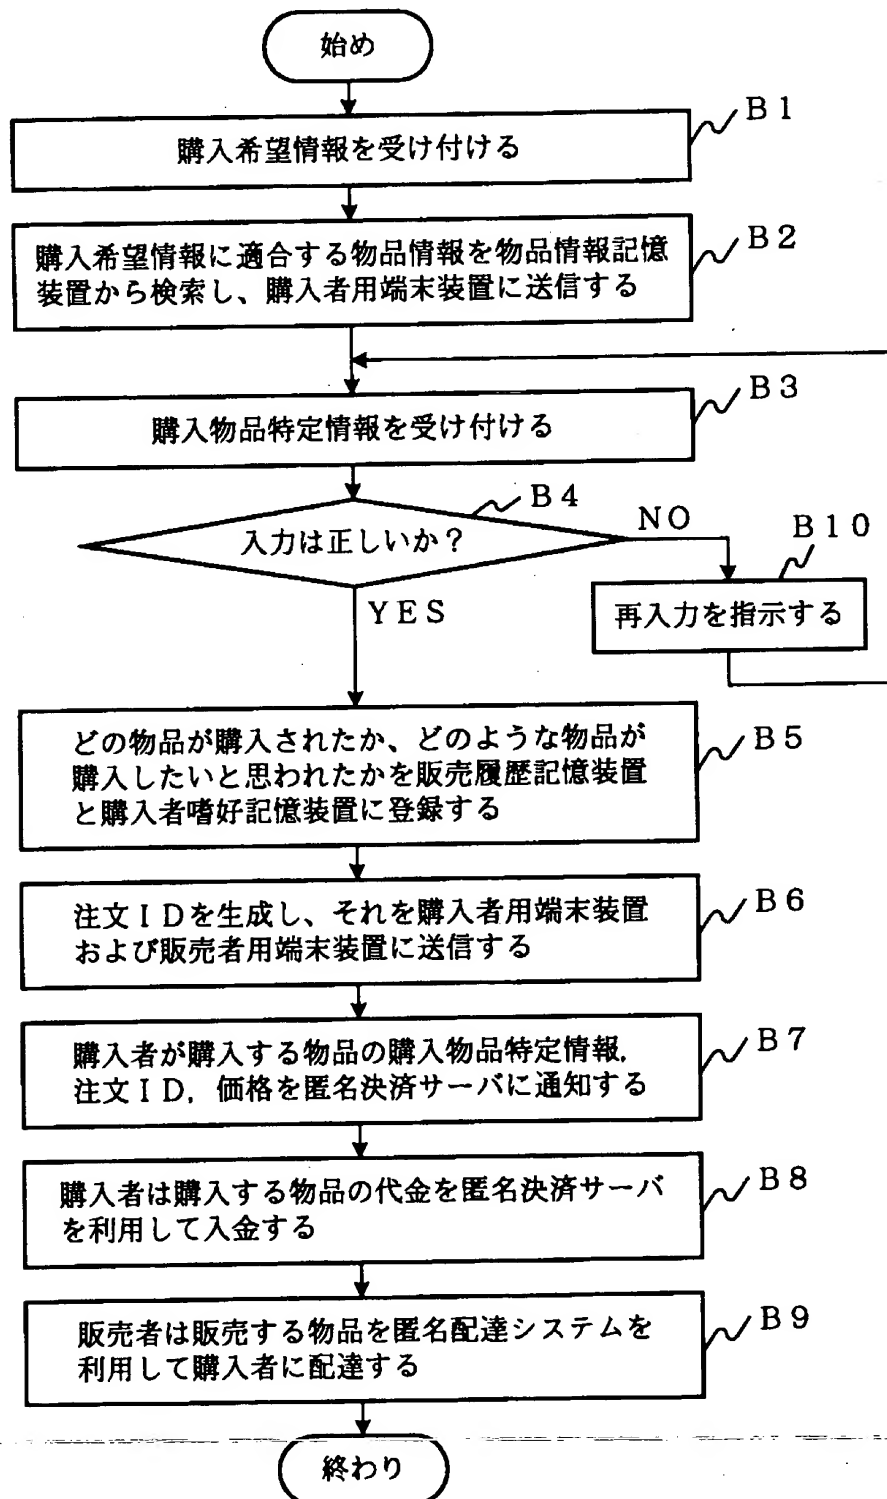 始め
B1
購入希望情報を受け付ける
B2
購入希望情報に適合する物品情報を物品情報記憶
装置から検索し、購入者用端末装置に送信する
B3
購入物品特定情報を受け付ける
B4
入力は正しいか？
NO
B10
再入力を指示する
YES
B5
どの物品が購入されたか、どのような物品が
購入したいと思われたかを販売履歴記憶装置
と購入者嗜好記憶装置に登録する
B6
注文IDを生成し、それを購入者用端末装置
および販売者用端末装置に送信する
B7
購入者が購入する物品の購入物品特定情報,
注文ID, 価格を匿名決済サーバに通知する
B8
購入者は購入する物品の代金を匿名決済サーバ
を利用して入金する
B9
販売者は販売する物品を匿名配達システムを
利用して購入者に配達する
終わり